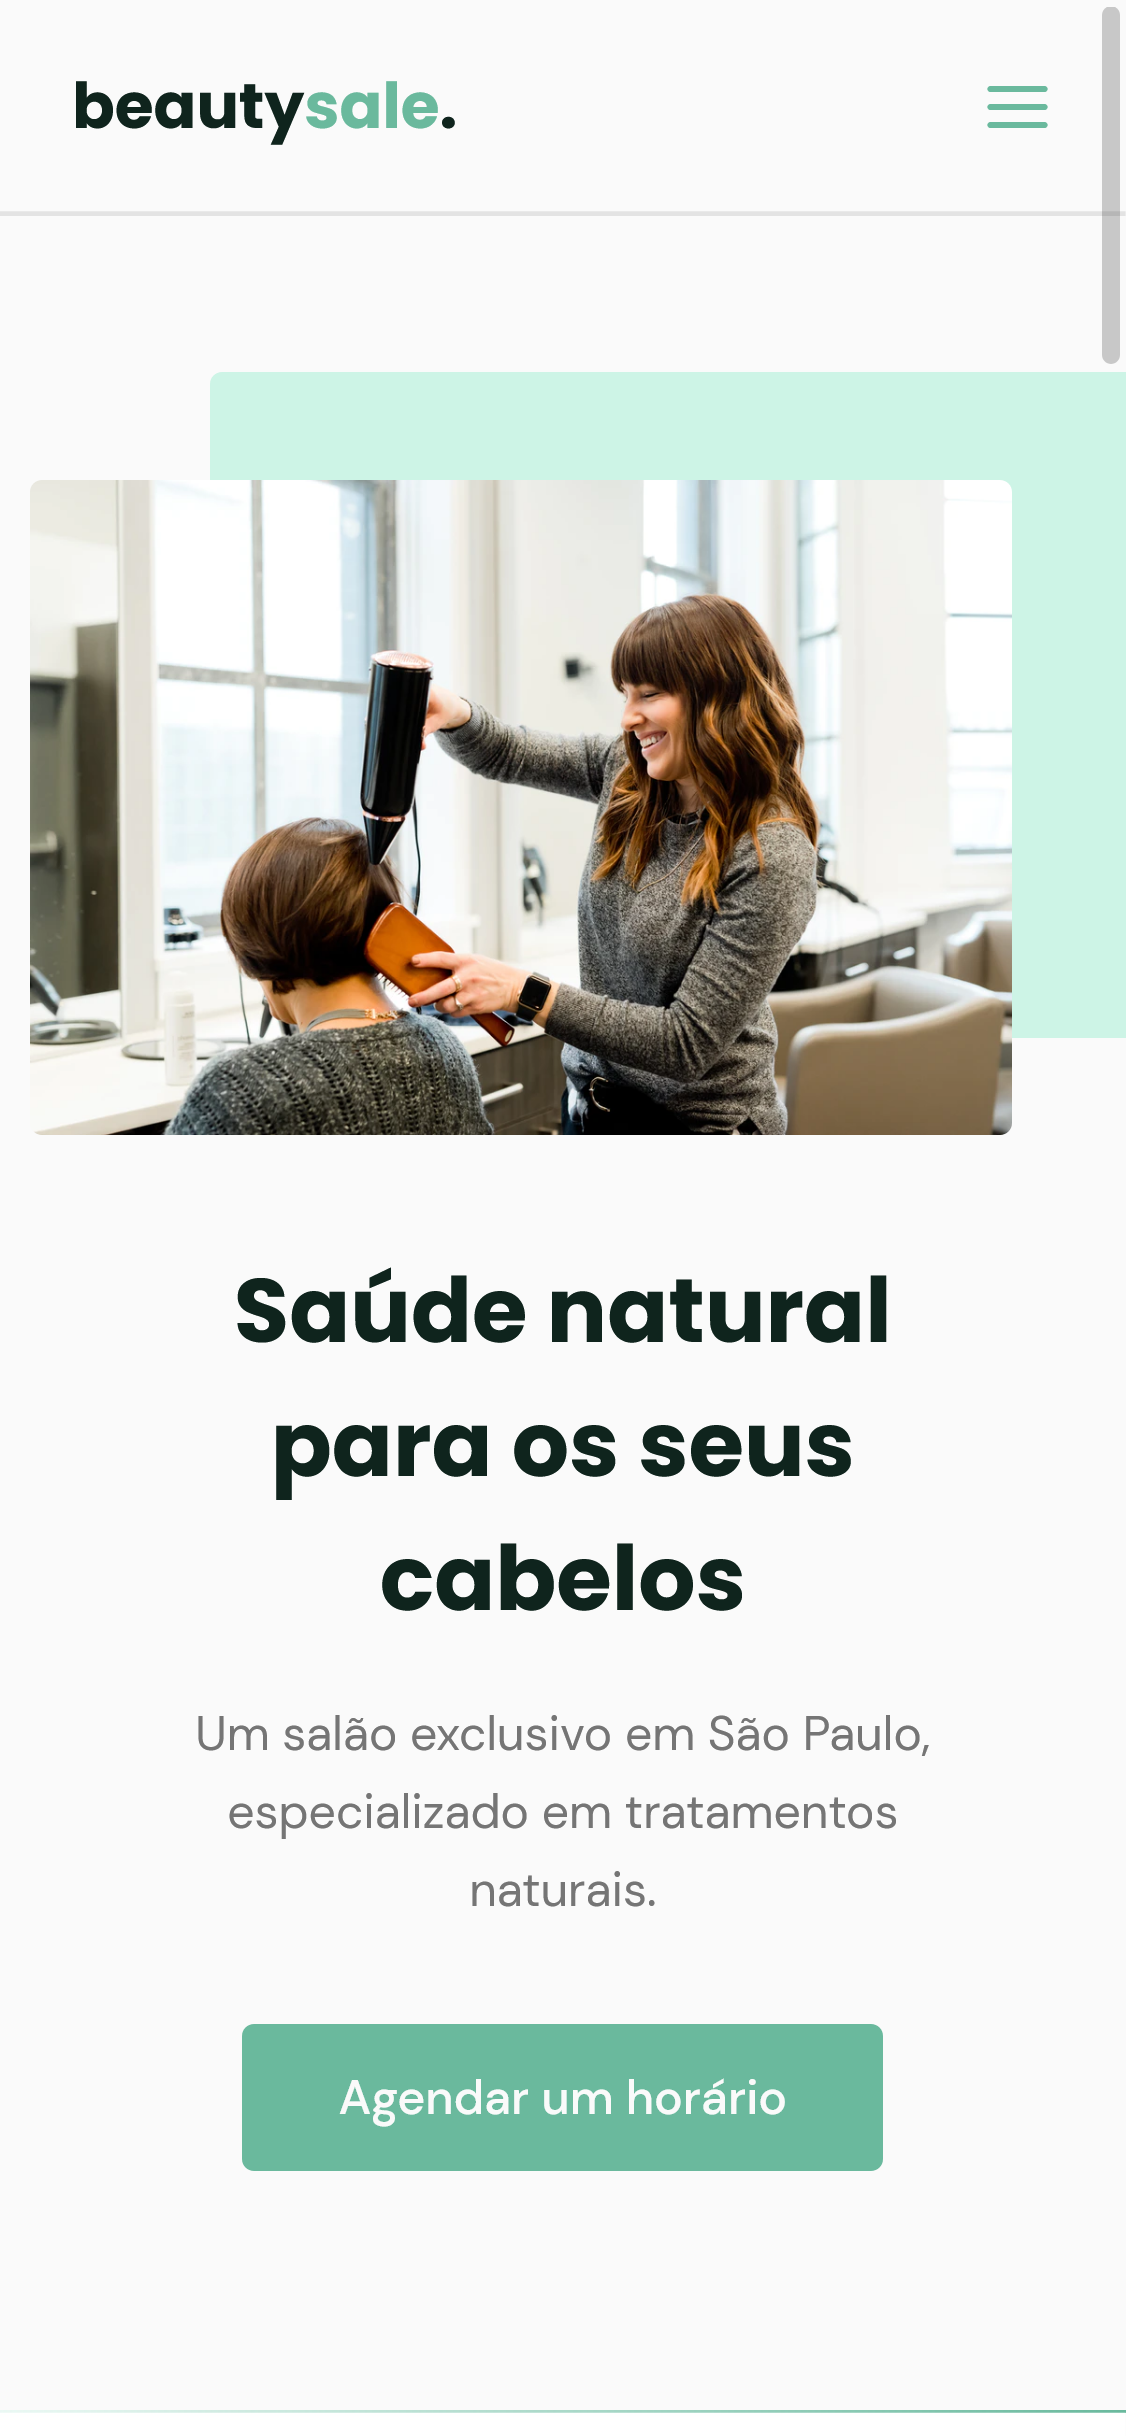 beautysale.
Saúde natural
para os seus
cabelos
Um salão exclusivo em São Paulo,
especializado em tratamentos
naturais.
Agendar um horário